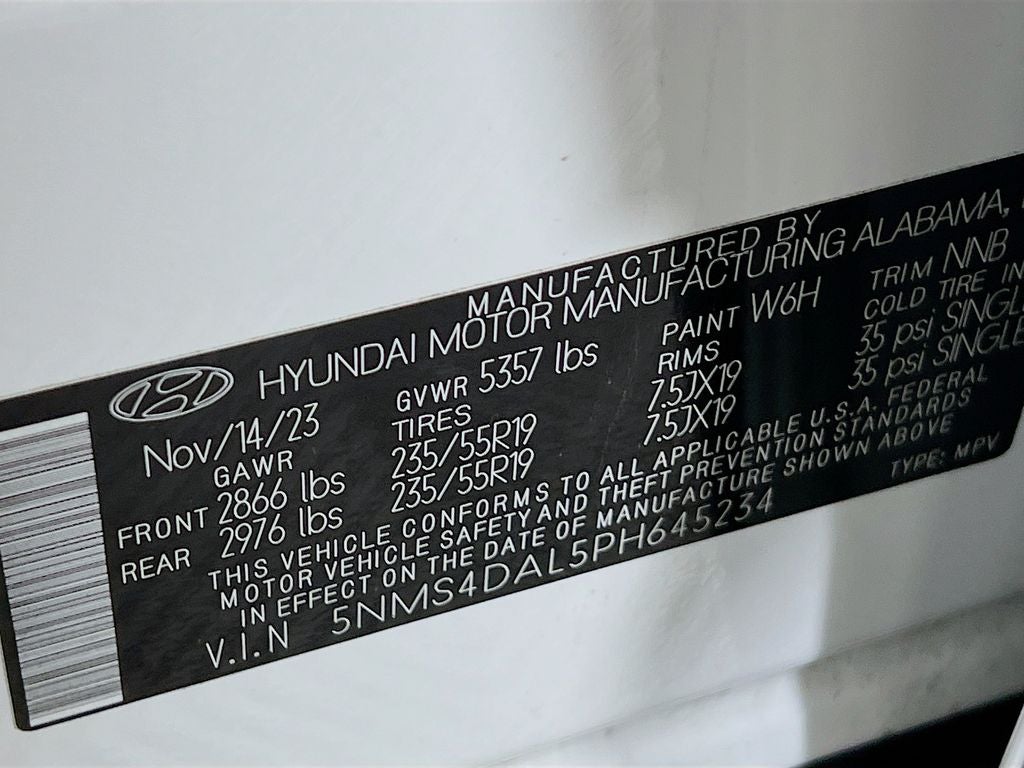 MANUFACTURED BY
HYUNDAI MOTOR MANUFACTURING ALABAMA,
Nov/14/23 GVWR 5357 lbs PAINT W6H TRIM NNB
GAWR TIRES RIMS COLD TIRE IN
FRONT 2866 lbs 235/55R19 7.5JX19 35 psi SINGLE
REAR 2976 lbs 235/55R19 7.5JX19 35 psi SINGLE
THIS VEHICLE CONFORMS TO ALL APPLICABLE U.S.A. FEDERAL
MOTOR VEHICLE SAFETY AND THEFT PREVENTION STANDARDS
IN EFFECT ON THE DATE OF MANUFACTURE SHOWN ABOVE
V.I.N 5NMS4DAL5PH645234 TYPE: MPV